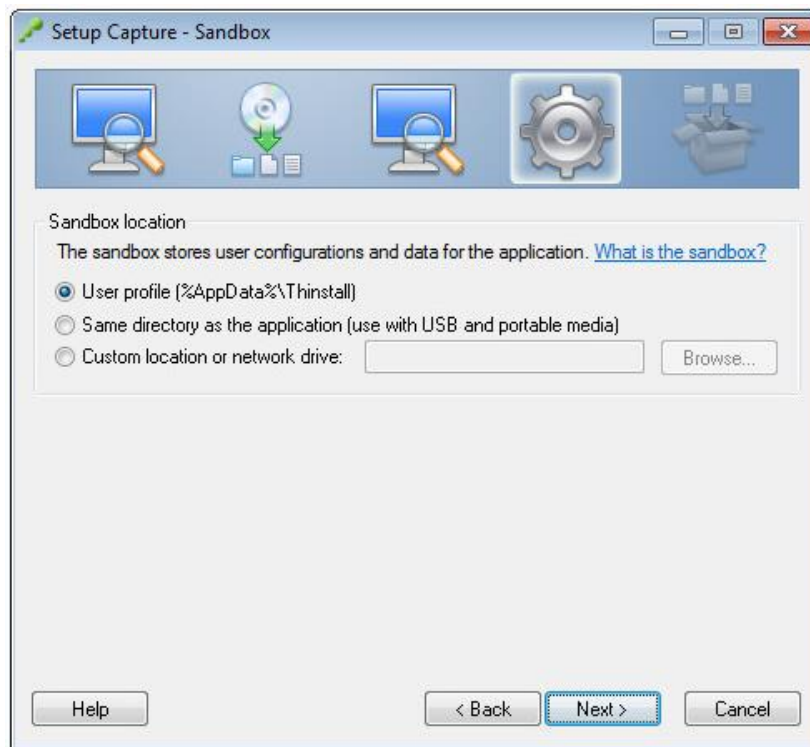 Setup Capture - Sandbox
Sandbox location
The sandbox stores user configurations and data for the application. What is the sandbox?
User profile (%AppData%\Thinstall)
Same directory as the application (use with USB and portable media)
Custom location or network drive: Browse...
Help < Back Next > Cancel